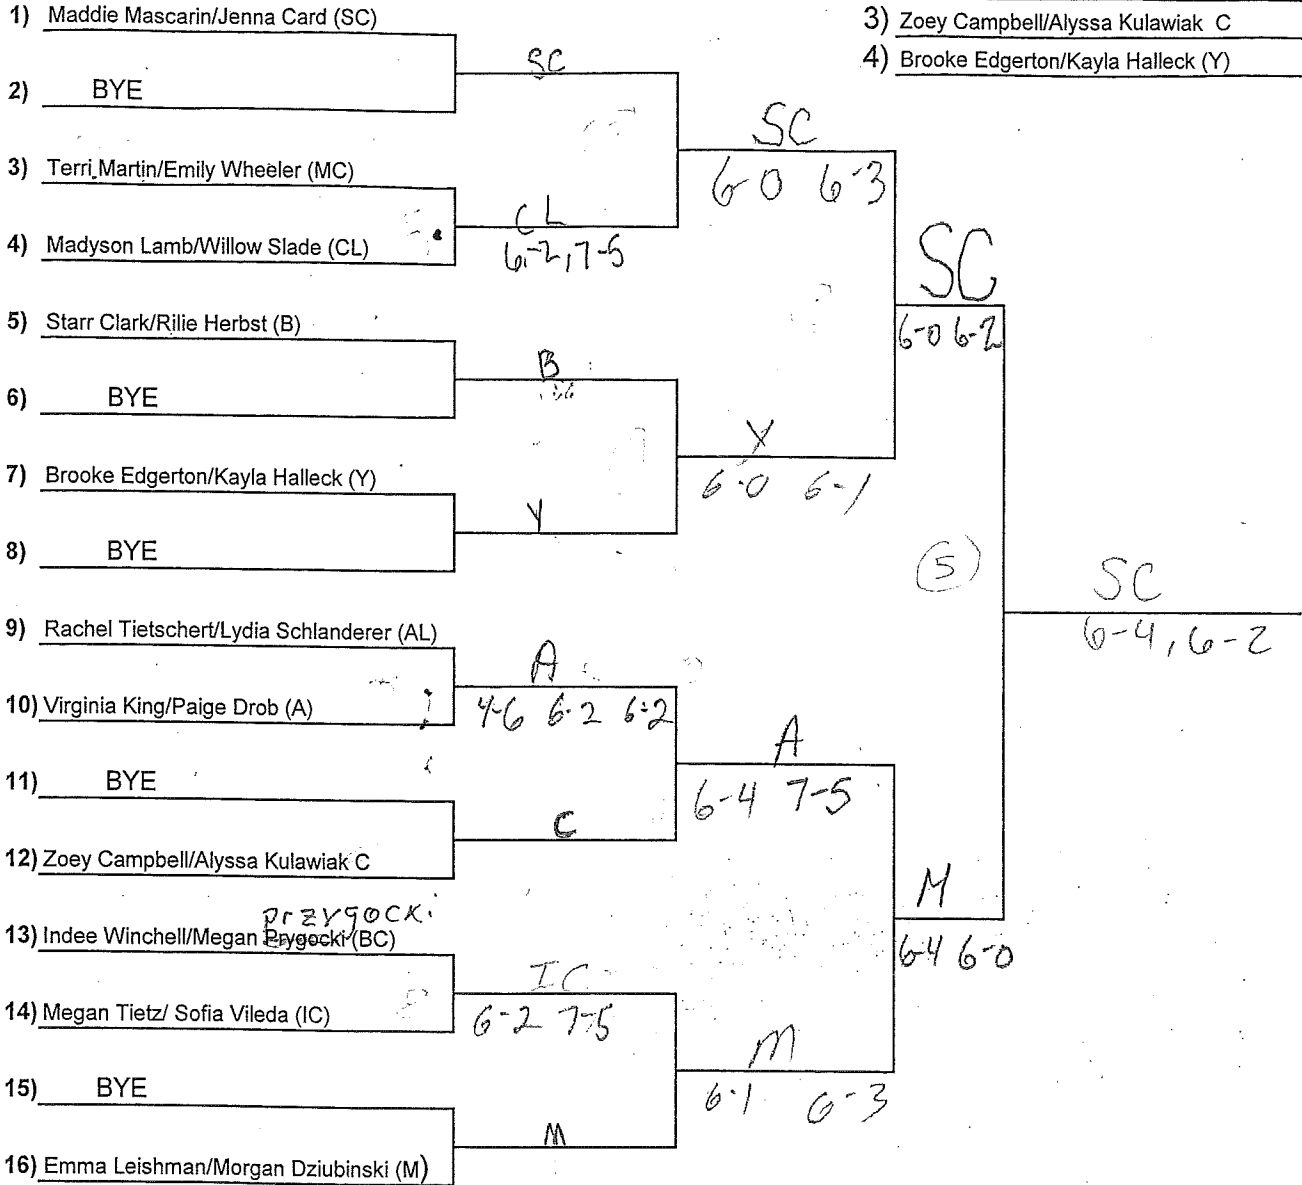 1) Maddie Mascarin/Jenna Card (SC)
3) Zoey Campbell/Alyssa Kulawiak C
4) Brooke Edgerton/Kayla Halleck (Y)
SC
2) BYE
SC
6-0 6-3
3) Terri Martin/Emily Wheeler (MC)
CL
6-2, 7-5
4) Madyson Lamb/Willow Slade (CL)
SC
6-0 6-2
5) Starr Clark/Rilie Herbst (B)
B
6) BYE
Y
6-0 6-1
7) Brooke Edgerton/Kayla Halleck (Y)
Y
8) BYE
5
SC
6-4, 6-2
9) Rachel Tietschert/Lydia Schlanderer (AL)
A
4-6 6-2 6-2
10) Virginia King/Paige Drob (A)
A
6-4 7-5
11) BYE
C
12) Zoey Campbell/Alyssa Kulawiak C
M
6-4 6-0
przygocki
13) Indee Winchell/Megan Prygocki (BC)
IC
6-2 7-5
14) Megan Tietz/ Sofia Vileda (IC)
M
6-1 6-3
15) BYE
M
16) Emma Leishman/Morgan Dziubinski (M)